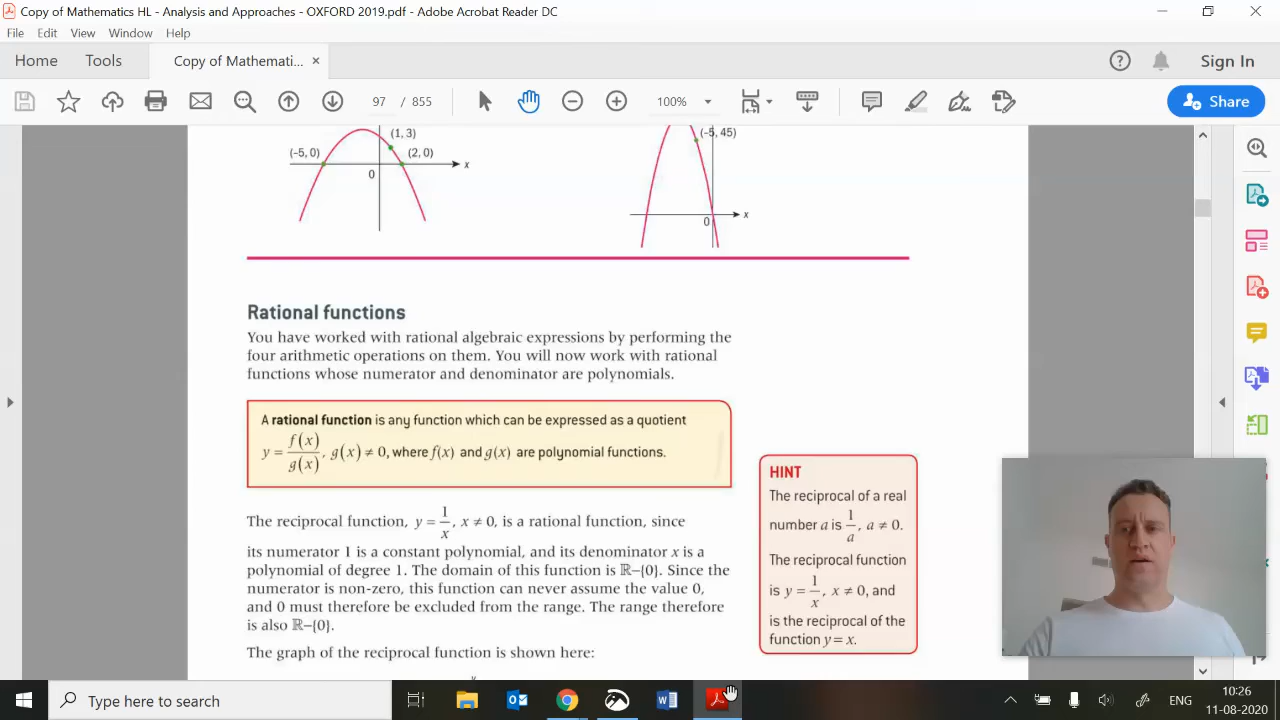 Copy of Mathematics HL - Analysis and Approaches - OXFORD 2019.pdf - Adobe Acrobat Reader DC
File Edit View Window Help
Home Tools Copy of Mathemati... × Sign In
97 / 855 100% Share
(1, 3)
(-5, 0) (2, 0)
x
0
(-5, 45)
x
0
Rational functions
You have worked with rational algebraic expressions by performing the
four arithmetic operations on them. You will now work with rational
functions whose numerator and denominator are polynomials.
A rational function is any function which can be expressed as a quotient
y = f(x)/g(x), g(x) ≠ 0, where f(x) and g(x) are polynomial functions.
The reciprocal function, y = 1/x, x ≠ 0, is a rational function, since
its numerator 1 is a constant polynomial, and its denominator x is a
polynomial of degree 1. The domain of this function is ℝ–{0}. Since the
numerator is non-zero, this function can never assume the value 0,
and 0 must therefore be excluded from the range. The range therefore
is also ℝ–{0}.
The graph of the reciprocal function is shown here:
HINT
The reciprocal of a real
number a is 1/a, a ≠ 0.
The reciprocal function
is y = 1/x, x ≠ 0, and
is the reciprocal of the
function y = x.
Type here to search
ENG
10:26
11-08-2020